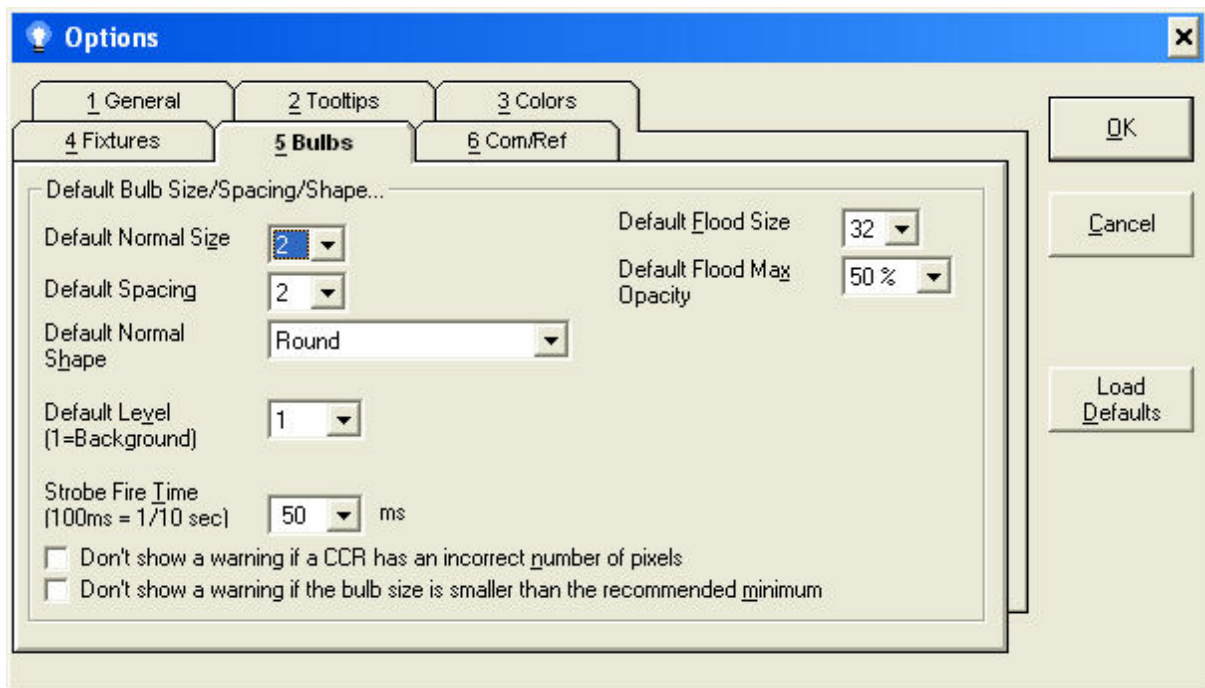 Options
1 General
2 Tooltips
3 Colors
4 Fixtures
5 Bulbs
6 Com/Ref
Default Bulb Size/Spacing/Shape...
Default Normal Size
2
Default Spacing
2
Default Normal
Shape
Round
Default Level
(1=Background)
1
Strobe Fire Time
(100ms = 1/10 sec)
50
ms
Default Flood Size
32
Default Flood Max
Opacity
50 %
Don't show a warning if a CCR has an incorrect number of pixels
Don't show a warning if the bulb size is smaller than the recommended minimum
OK
Cancel
Load
Defaults